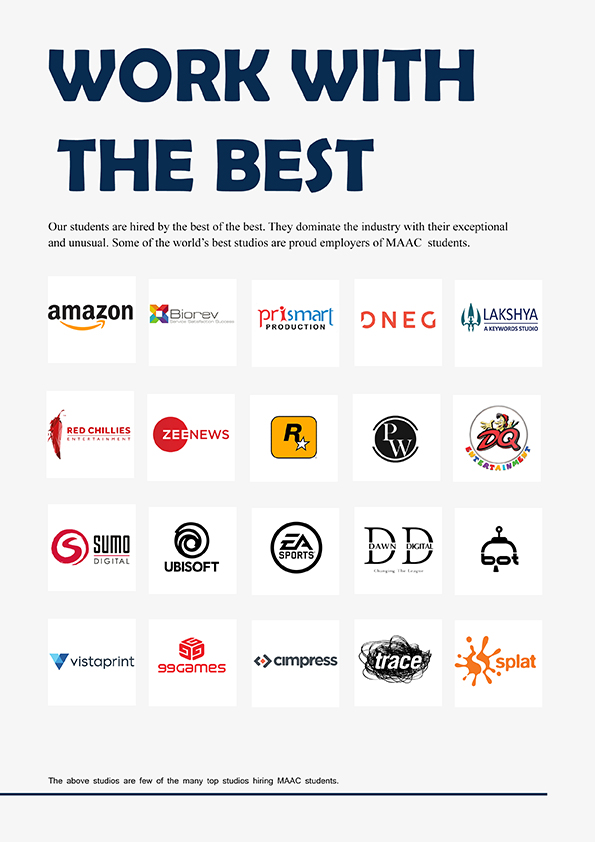 WORK WITH
THE BEST
Our students are hired by the best of the best. They dominate the industry with their exceptional
and unusual. Some of the world's best studios are proud employers of MAAC students.
amazon
Biorev
Service Satisfaction Success
prismart
PRODUCTION
DNEG
LAKSHYA
A KEYWORDS STUDIO
RED CHILLIES
ENTERTAINMENT
ZEE NEWS
R
PW
DQ
ENTERTAINMENT
SUMO
DIGITAL
UBISOFT
EA
SPORTS
DD
DAWN DIGITAL
Changing The League
bot
vistaprint
99GAMES
cimpress
trace
splat
The above studios are few of the many top studios hiring MAAC students.